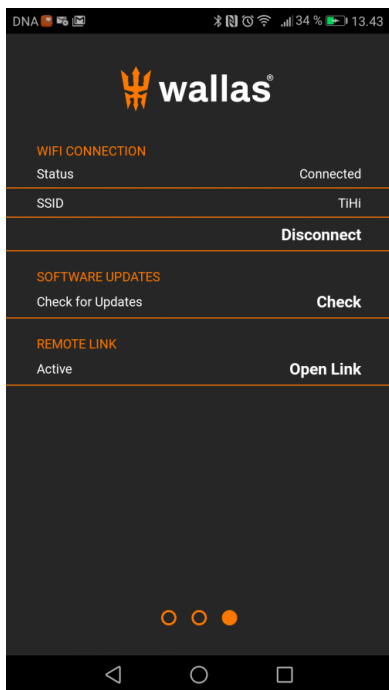 DNA 34 % 13.43
wallas®
WIFI CONNECTION
Status Connected
SSID TiHi
Disconnect
SOFTWARE UPDATES
Check for Updates Check
REMOTE LINK
Active Open Link